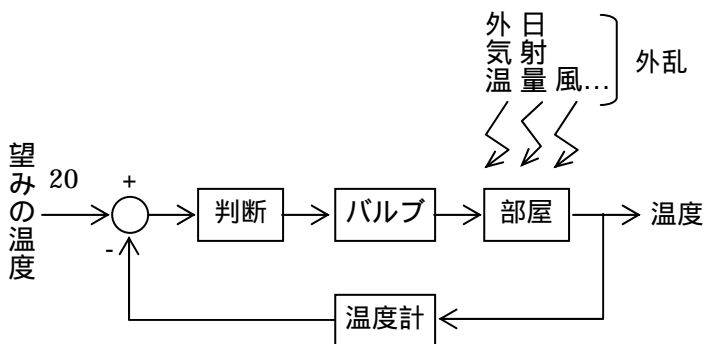 外気温
日射量
風…
外乱
望みの温度
20
+
-
判断
バルブ
部屋
温度
温度計